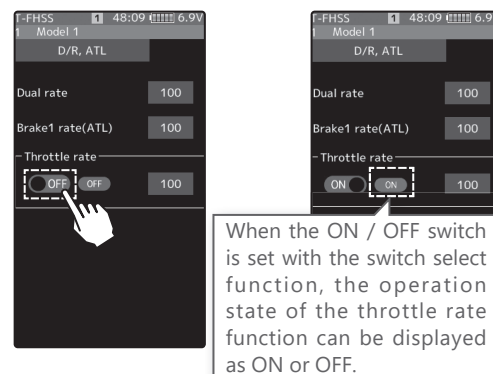 T-FHSS 1 48:09 6.9V
1 Model 1
D/R, ATL
Dual rate 100
Brake1 rate(ATL) 100
Throttle rate
OFF OFF 100
T-FHSS 1 48:09 6.9
1 Model 1
D/R, ATL
Dual rate 100
Brake1 rate(ATL) 100
Throttle rate
ON ON 100
When the ON / OFF switch
is set with the switch select
function, the operation
state of the throttle rate
function can be displayed
as ON or OFF.